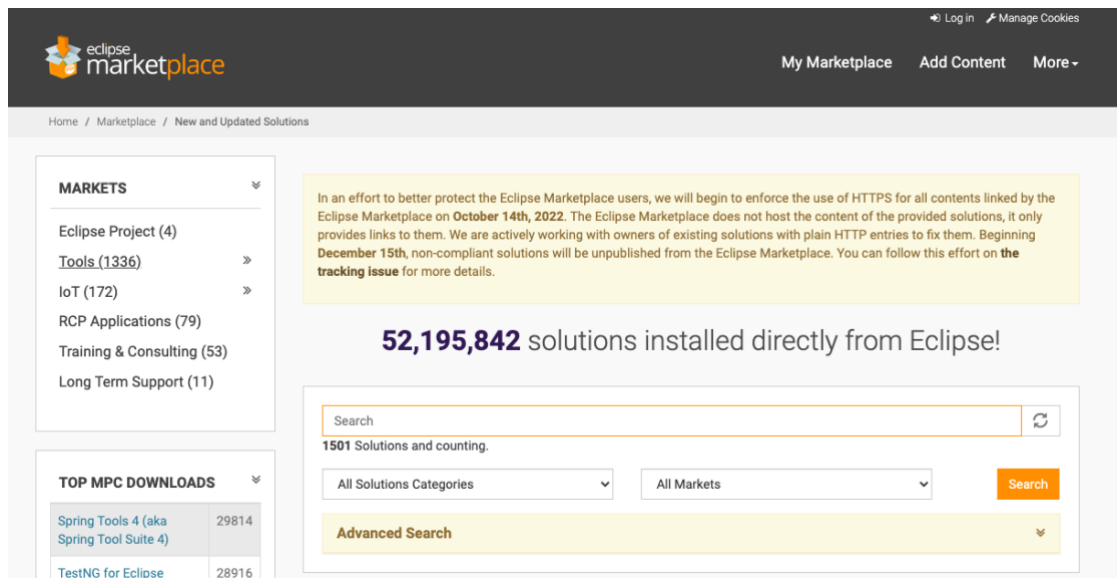 Log in Manage Cookies
eclipse
marketplace
My Marketplace Add Content More
Home / Marketplace / New and Updated Solutions
MARKETS
Eclipse Project (4)
Tools (1336)
IoT (172)
RCP Applications (79)
Training & Consulting (53)
Long Term Support (11)
TOP MPC DOWNLOADS
Spring Tools 4 (aka 29814
Spring Tool Suite 4)
TestNG for Eclipse 28916
In an effort to better protect the Eclipse Marketplace users, we will begin to enforce the use of HTTPS for all contents linked by the
Eclipse Marketplace on October 14th, 2022. The Eclipse Marketplace does not host the content of the provided solutions, it only
provides links to them. We are actively working with owners of existing solutions with plain HTTP entries to fix them. Beginning
December 15th, non-compliant solutions will be unpublished from the Eclipse Marketplace. You can follow this effort on the
tracking issue for more details.
52,195,842 solutions installed directly from Eclipse!
Search
1501 Solutions and counting.
All Solutions Categories All Markets Search
Advanced Search